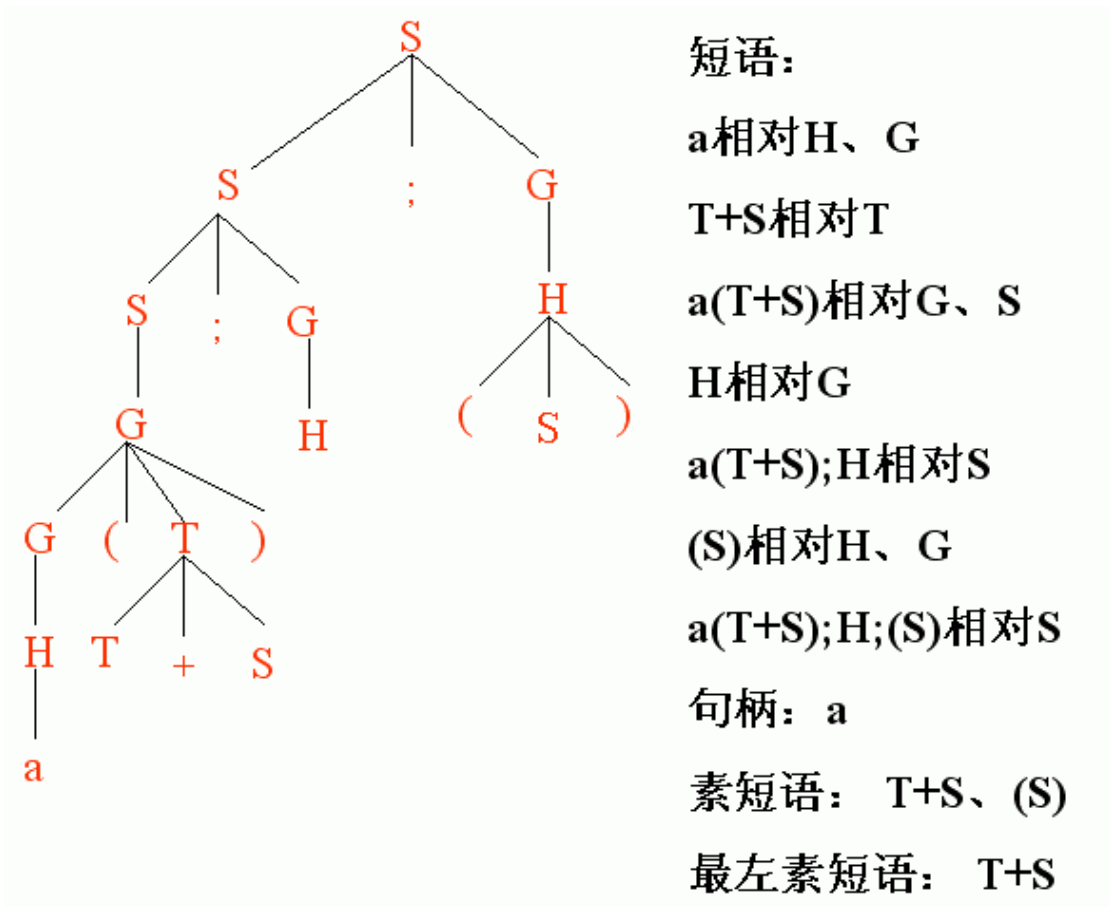 S
S ; G
S ; G H
G H ( S )
G ( T ) 
H T + S
a
短语：
a相对H、G
T+S相对T
a(T+S)相对G、S
H相对G
a(T+S);H相对S
(S)相对H、G
a(T+S);H;(S)相对S
句柄：a
素短语： T+S、(S)
最左素短语： T+S